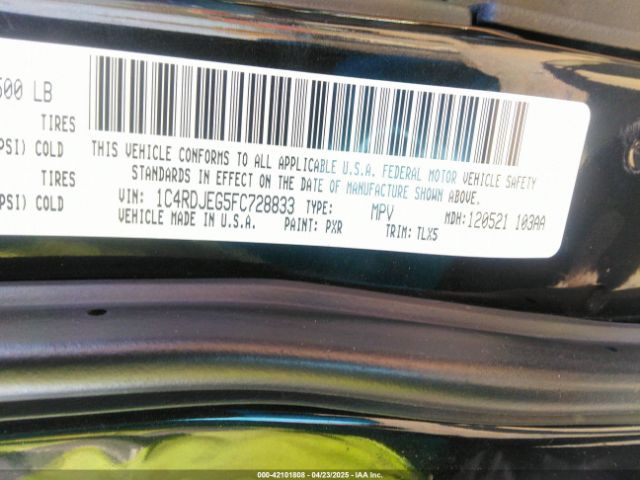 500 LB
TIRES
PSI) COLD
TIRES
PSI) COLD
THIS VEHICLE CONFORMS TO ALL APPLICABLE U.S.A. FEDERAL MOTOR VEHICLE SAFETY
STANDARDS IN EFFECT ON THE DATE OF MANUFACTURE SHOWN ABOVE.
VIN: 1C4RDJEG5FC728833 TYPE: MPV MDH:120521 103AA
VEHICLE MADE IN U.S.A. PAINT: PXR TRIM: TLX5
000-42101808 - 04/23/2025 - IAA Inc.